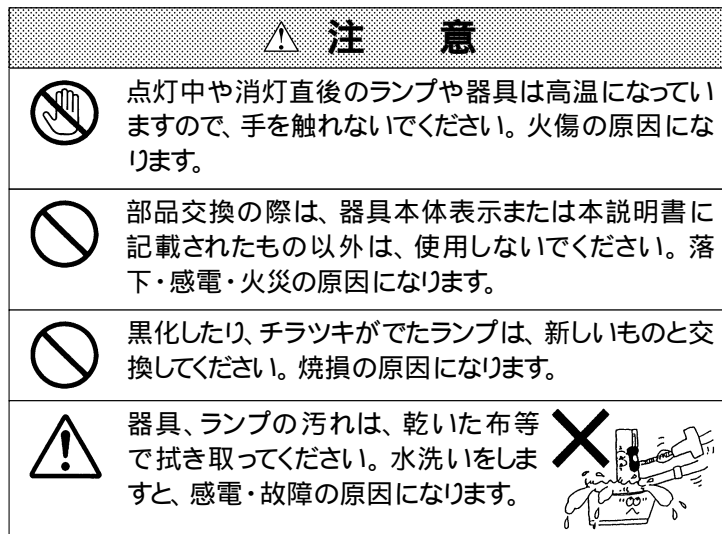 注 意
点灯中や消灯直後のランプや器具は高温になってい
ますので、手を触れないでください。火傷の原因にな
ります。
部品交換の際は、器具本体表示または本説明書に
記載されたもの以外は、使用しないでください。落
下・感電・火災の原因になります。
黒化したり、チラツキがでたランプは、新しいものと交
換してください。焼損の原因になります。
器具、ランプの汚れは、乾いた布等
で拭き取ってください。水洗いをしま
すと、感電・故障の原因になります。